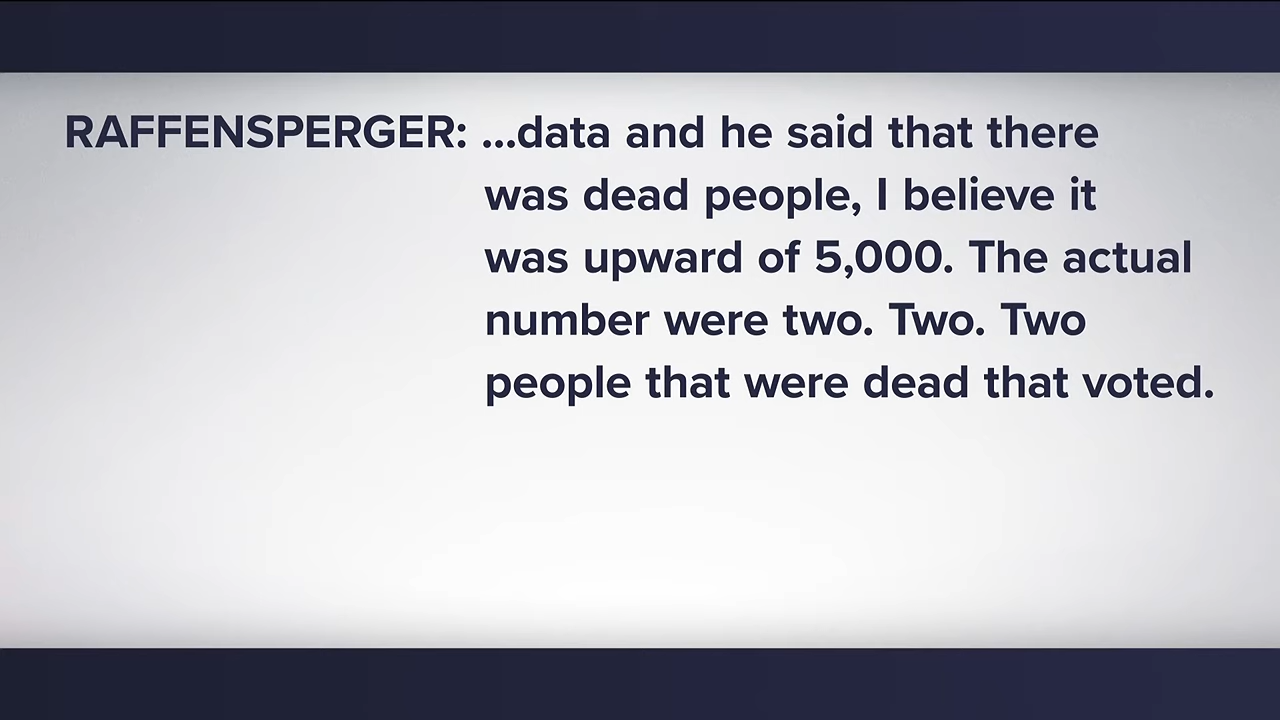 RAFFENSPERGER: ...data and he said that there
was dead people, I believe it
was upward of 5,000. The actual
number were two. Two. Two
people that were dead that voted.